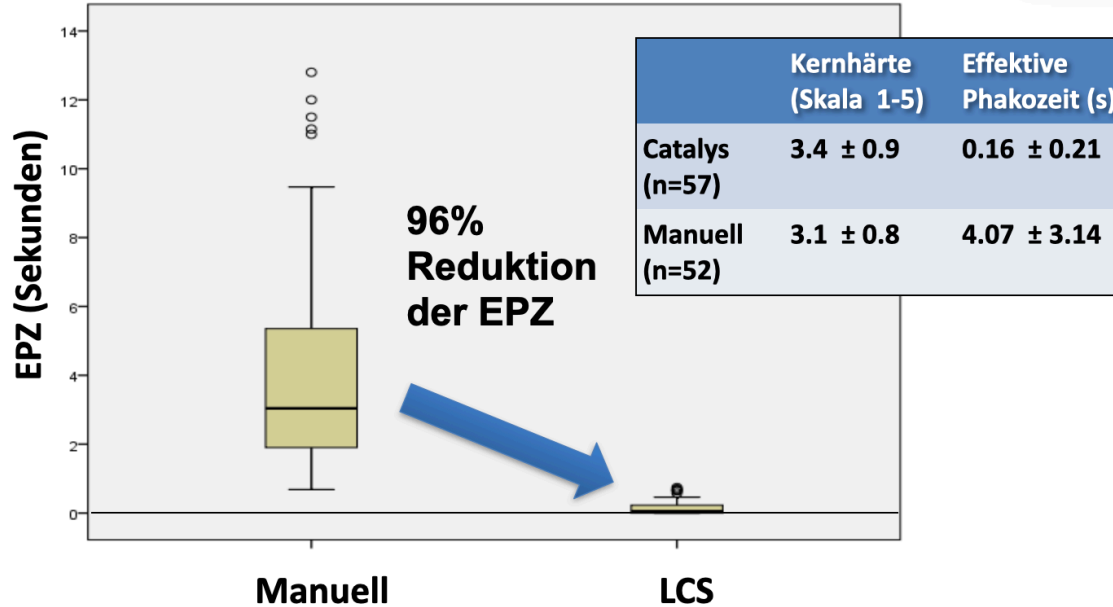 EPZ (Sekunden)
14
12
10
8
6
4
2
0
96%
Reduktion
der EPZ
Kernhärte
(Skala 1-5)
Effektive
Phakozeit (s)
Catalys
(n=57)
3.4 ± 0.9
0.16 ± 0.21
Manuell
(n=52)
3.1 ± 0.8
4.07 ± 3.14
Manuell
LCS